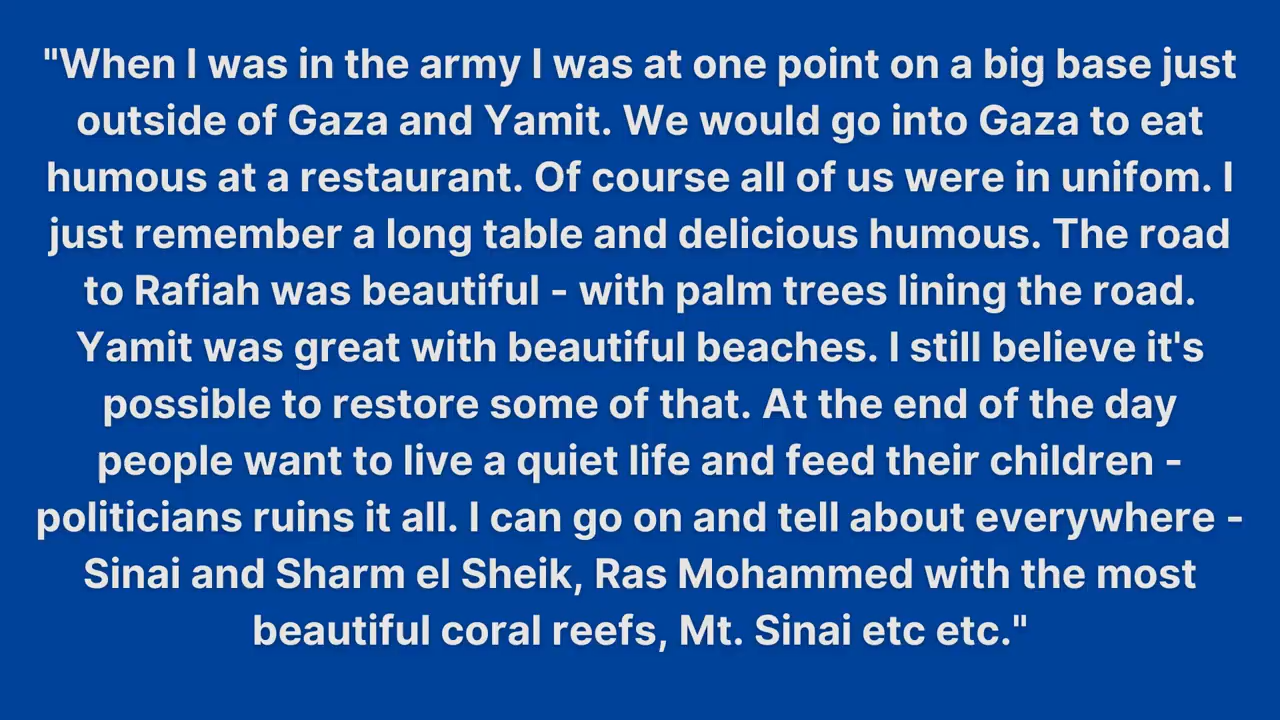 "When I was in the army I was at one point on a big base just
outside of Gaza and Yamit. We would go into Gaza to eat
humous at a restaurant. Of course all of us were in unifom. I
just remember a long table and delicious humous. The road
to Rafiah was beautiful - with palm trees lining the road.
Yamit was great with beautiful beaches. I still believe it's
possible to restore some of that. At the end of the day
people want to live a quiet life and feed their children -
politicians ruins it all. I can go on and tell about everywhere -
Sinai and Sharm el Sheik, Ras Mohammed with the most
beautiful coral reefs, Mt. Sinai etc etc."